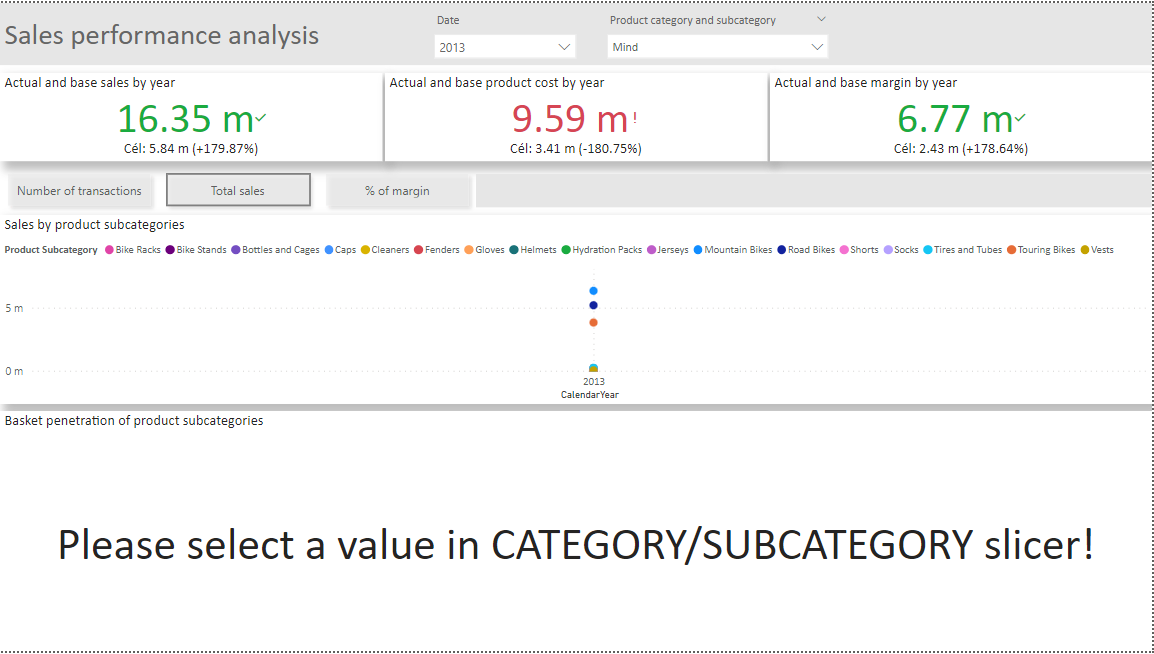 Sales performance analysis
Date
2013
Product category and subcategory
Mind
Actual and base sales by year
16.35 m
Cél: 5.84 m (+179.87%)
Actual and base product cost by year
9.59 m!
Cél: 3.41 m (-180.75%)
Actual and base margin by year
6.77 m
Cél: 2.43 m (+178.64%)
Number of transactions
Total sales
% of margin
Sales by product subcategories
Product Subcategory Bike Racks Bike Stands Bottles and Cages Caps Cleaners Fenders Gloves Helmets Hydration Packs Jerseys Mountain Bikes Road Bikes Shorts Socks Tires and Tubes Touring Bikes Vests
5 m
0 m
2013
CalendarYear
Basket penetration of product subcategories
Please select a value in CATEGORY/SUBCATEGORY slicer!